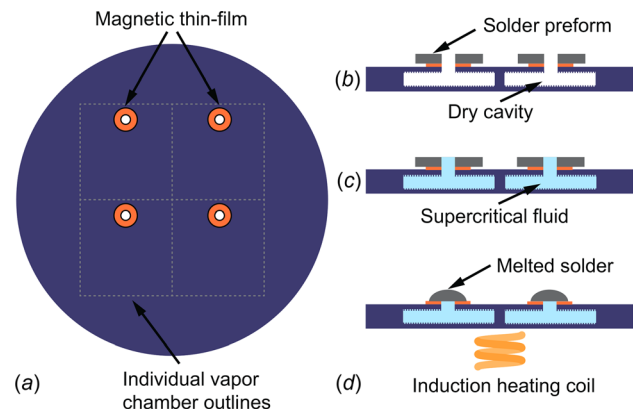 Magnetic thin-film
Individual vapor
chamber outlines
(a)
Solder preform
(b)
Dry cavity
(c)
Supercritical fluid
Melted solder
(d)
Induction heating coil